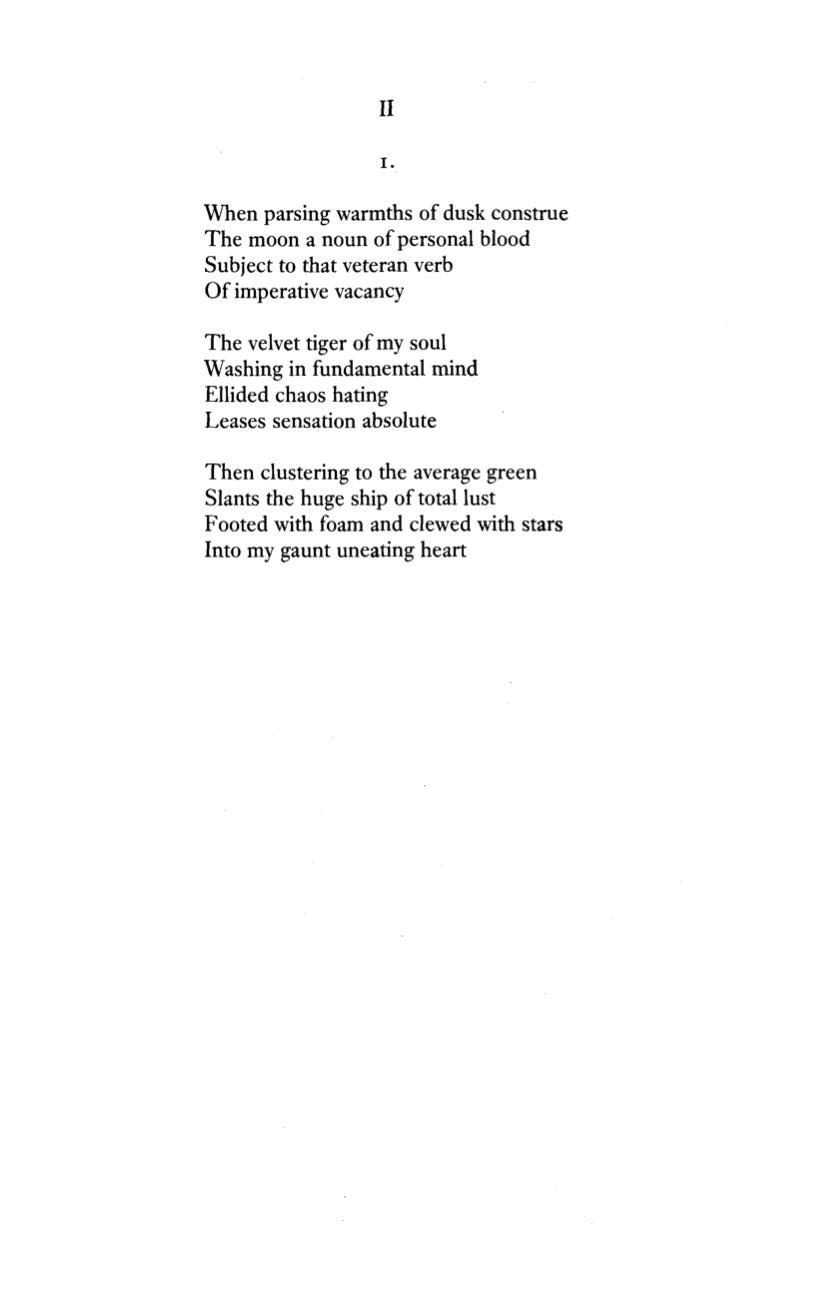 II
1.
When parsing warmths of dusk construe
The moon a noun of personal blood
Subject to that veteran verb
Of imperative vacancy
The velvet tiger of my soul
Washing in fundamental mind
Ellided chaos hating
Leases sensation absolute
Then clustering to the average green
Slants the huge ship of total lust
Footed with foam and clewed with stars
Into my gaunt uneating heart